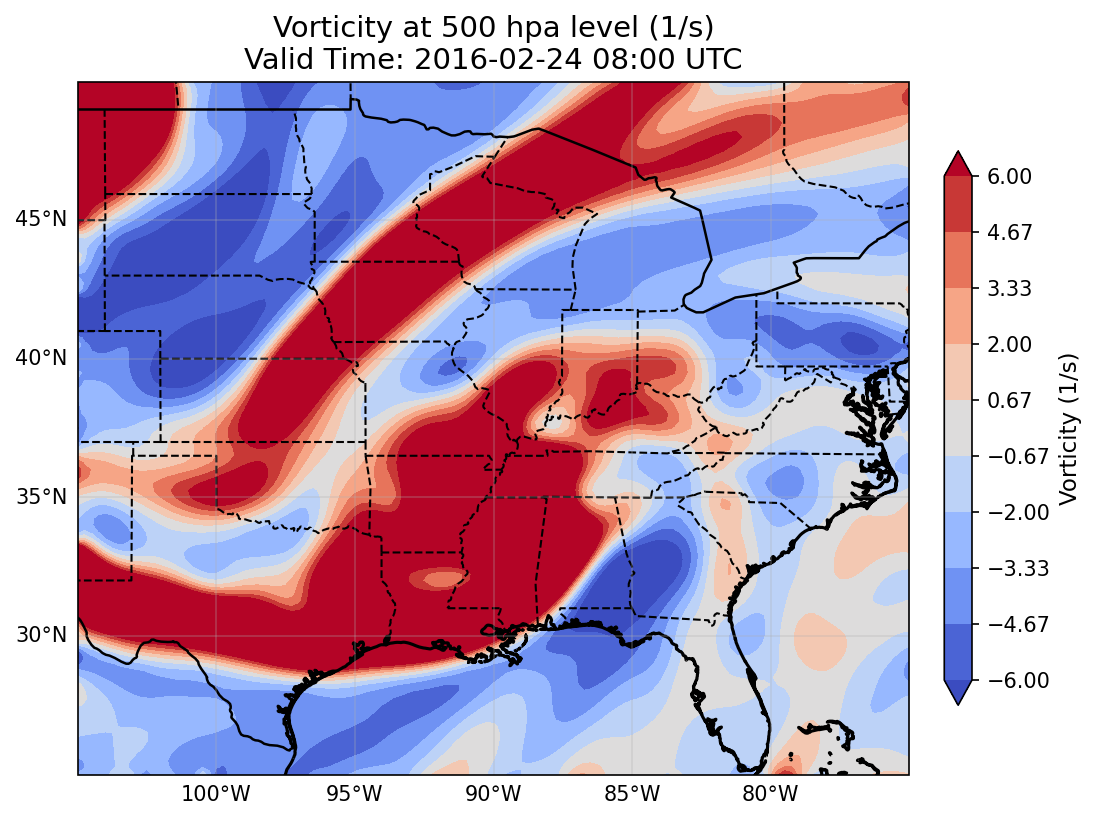 Vorticity at 500 hpa level (1/s)
Valid Time: 2016-02-24 08:00 UTC
45°N
40°N
35°N
30°N
100°W
95°W
90°W
85°W
80°W
6.00
4.67
3.33
2.00
0.67
−0.67
−2.00
−3.33
−4.67
−6.00
Vorticity (1/s)